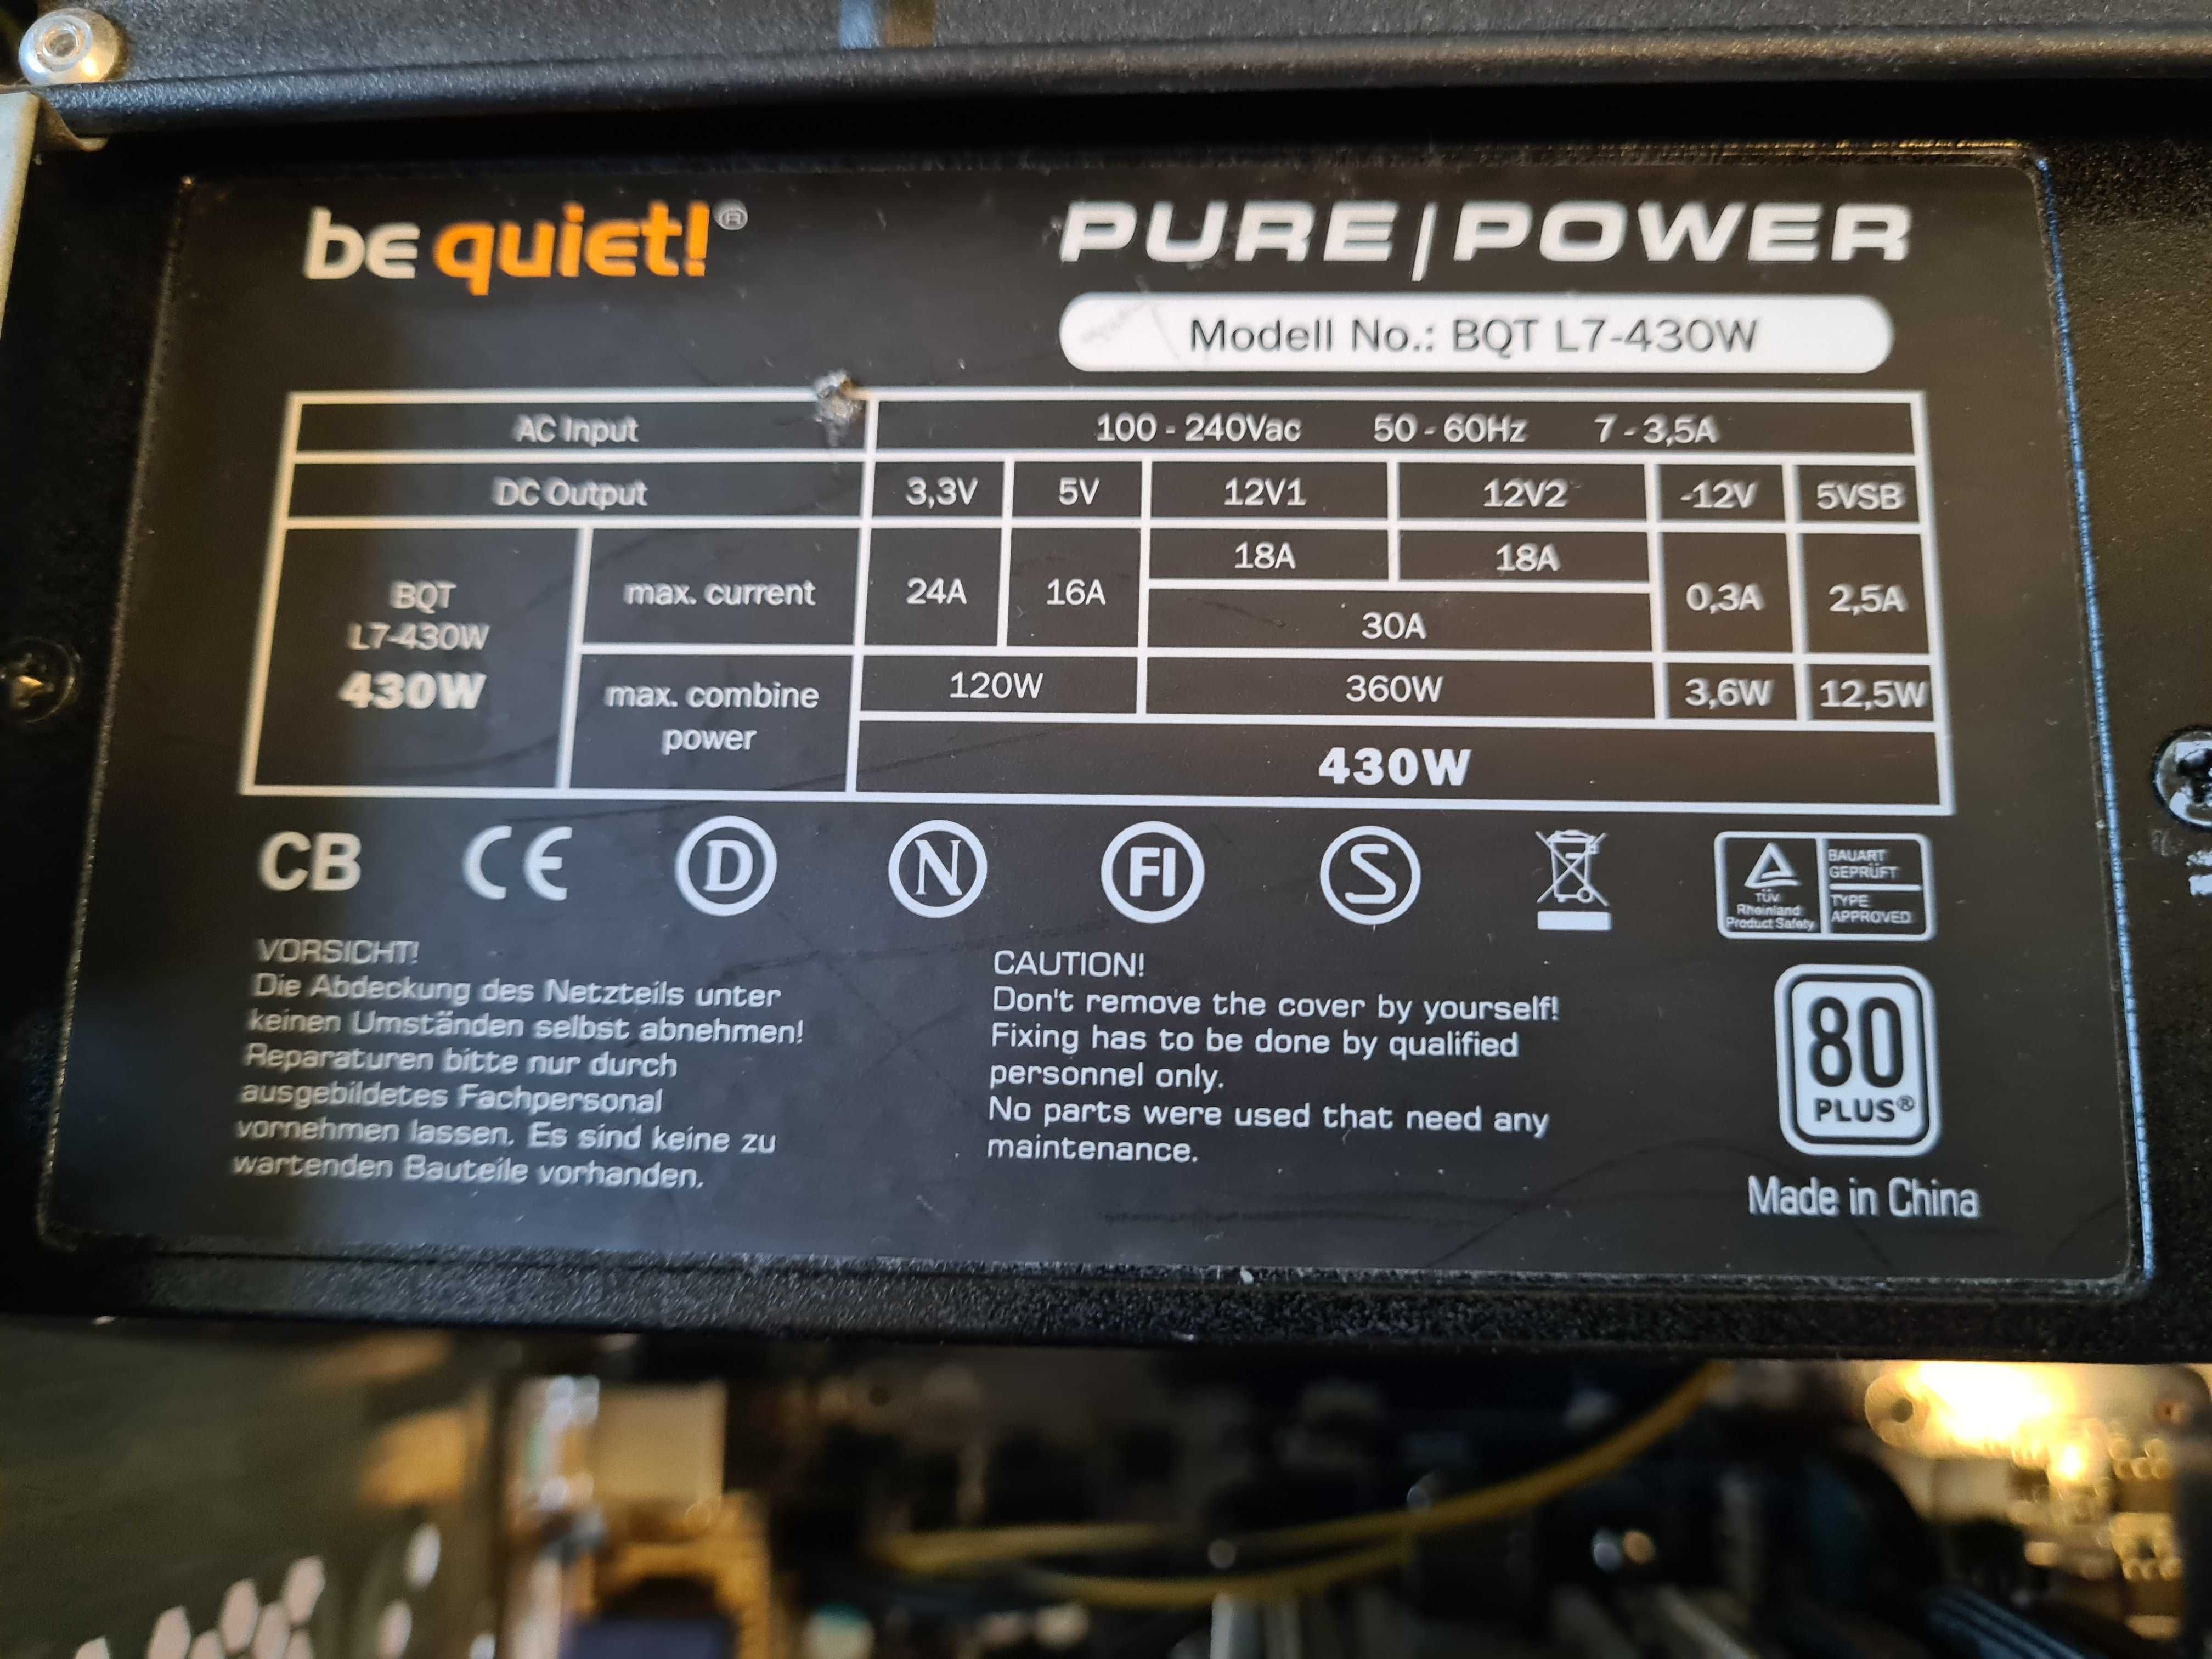 be quiet!®
PURE/POWER
Modell No.: BQT L7-430W
AC Input 100 - 240Vac 50 - 60Hz 7 - 3,5A
DC Output 3,3V 5V 12V1 12V2 -12V 5VSB
BQT
L7-430W
430W
max. current 24A 16A 18A 18A 0,3A 2,5A
30A
max. combine
power
120W 360W 3,6W 12,5W
430W
CB CE D N FI S
TÜV
Rheinland
Product Safety
BAUART
GEPRÜFT
TYPE
APPROVED
VORSICHT!
Die Abdeckung des Netzteils unter
keinen Umständen selbst abnehmen!
Reparaturen bitte nur durch
ausgebildetes Fachpersonal
vornehmen lassen. Es sind keine zu
wartenden Bauteile vorhanden.
CAUTION!
Don't remove the cover by yourself!
Fixing has to be done by qualified
personnel only.
No parts were used that need any
maintenance.
80
PLUS®
Made in China